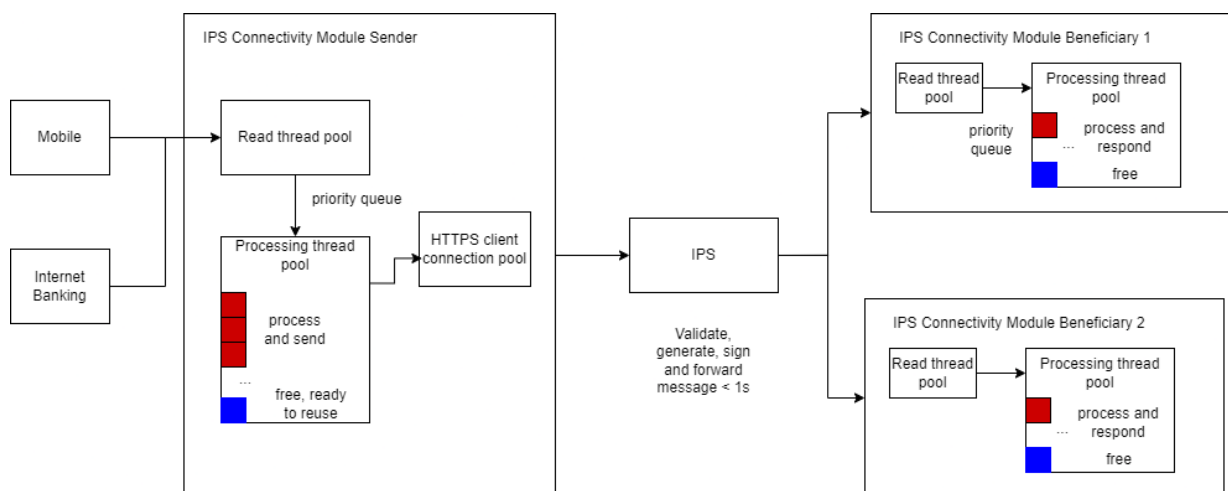 IPS Connectivity Module Sender
Mobile
Internet
Banking
Read thread pool
priority queue
Processing thread
pool
process
and send
...
free, ready
to reuse
HTTPS client
connection pool
IPS
Validate,
generate, sign
and forward
message < 1s
IPS Connectivity Module Beneficiary 1
Read thread
pool
priority
queue
Processing thread
pool
process and
... respond
free
IPS Connectivity Module Beneficiary 2
Read thread
pool
Processing thread
pool
process and
... respond
free